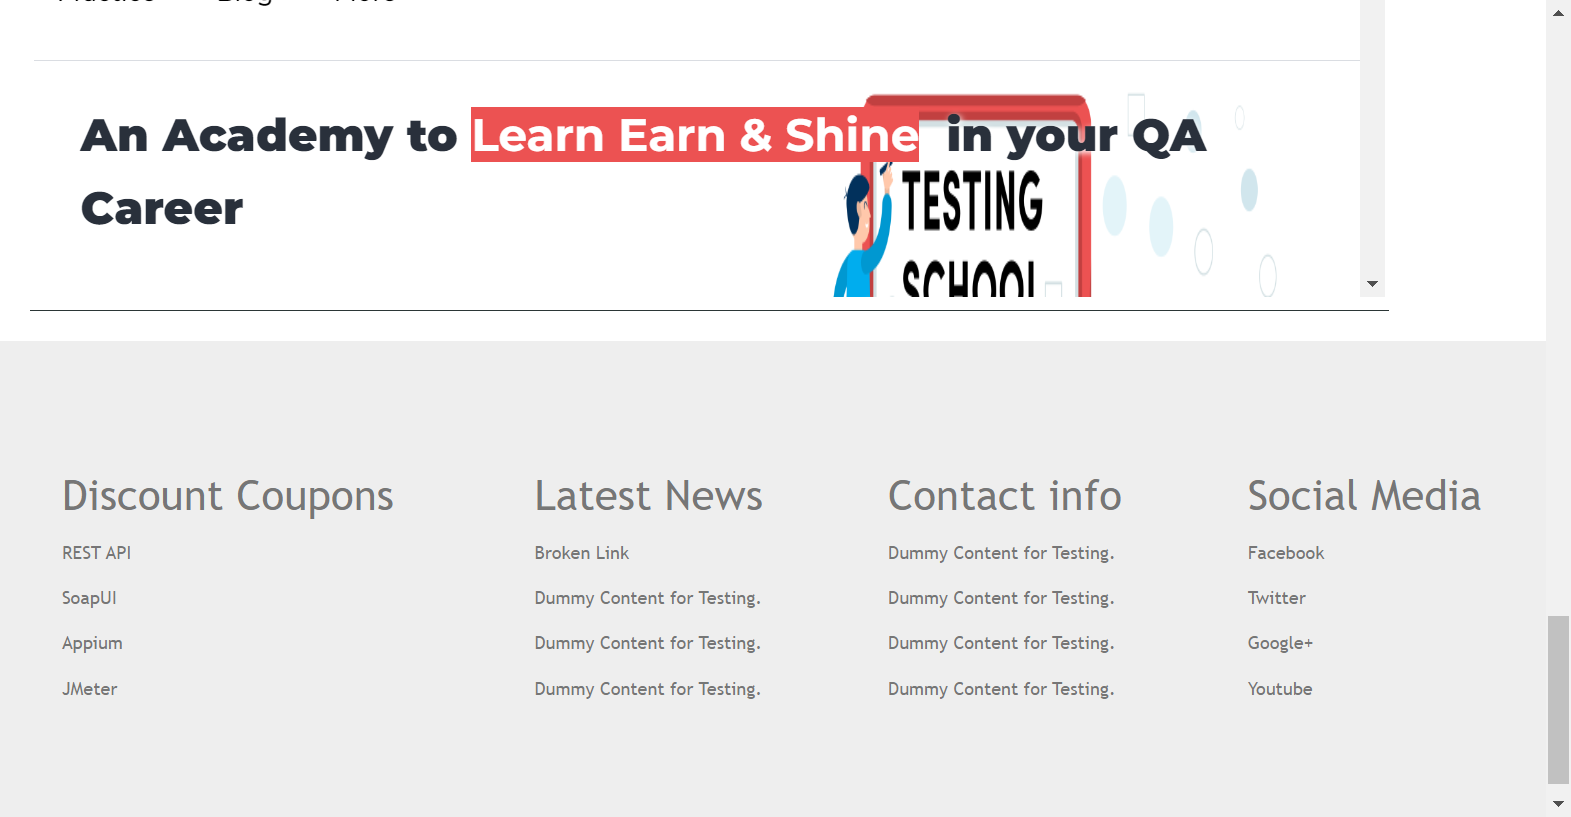 Practice Blog More
An Academy to Learn Earn & Shine in your QA
Career
TESTING
SCHOOL
Discount Coupons
REST API
SoapUI
Appium
JMeter
Latest News
Broken Link
Dummy Content for Testing.
Dummy Content for Testing.
Dummy Content for Testing.
Contact info
Dummy Content for Testing.
Dummy Content for Testing.
Dummy Content for Testing.
Dummy Content for Testing.
Social Media
Facebook
Twitter
Google+
Youtube